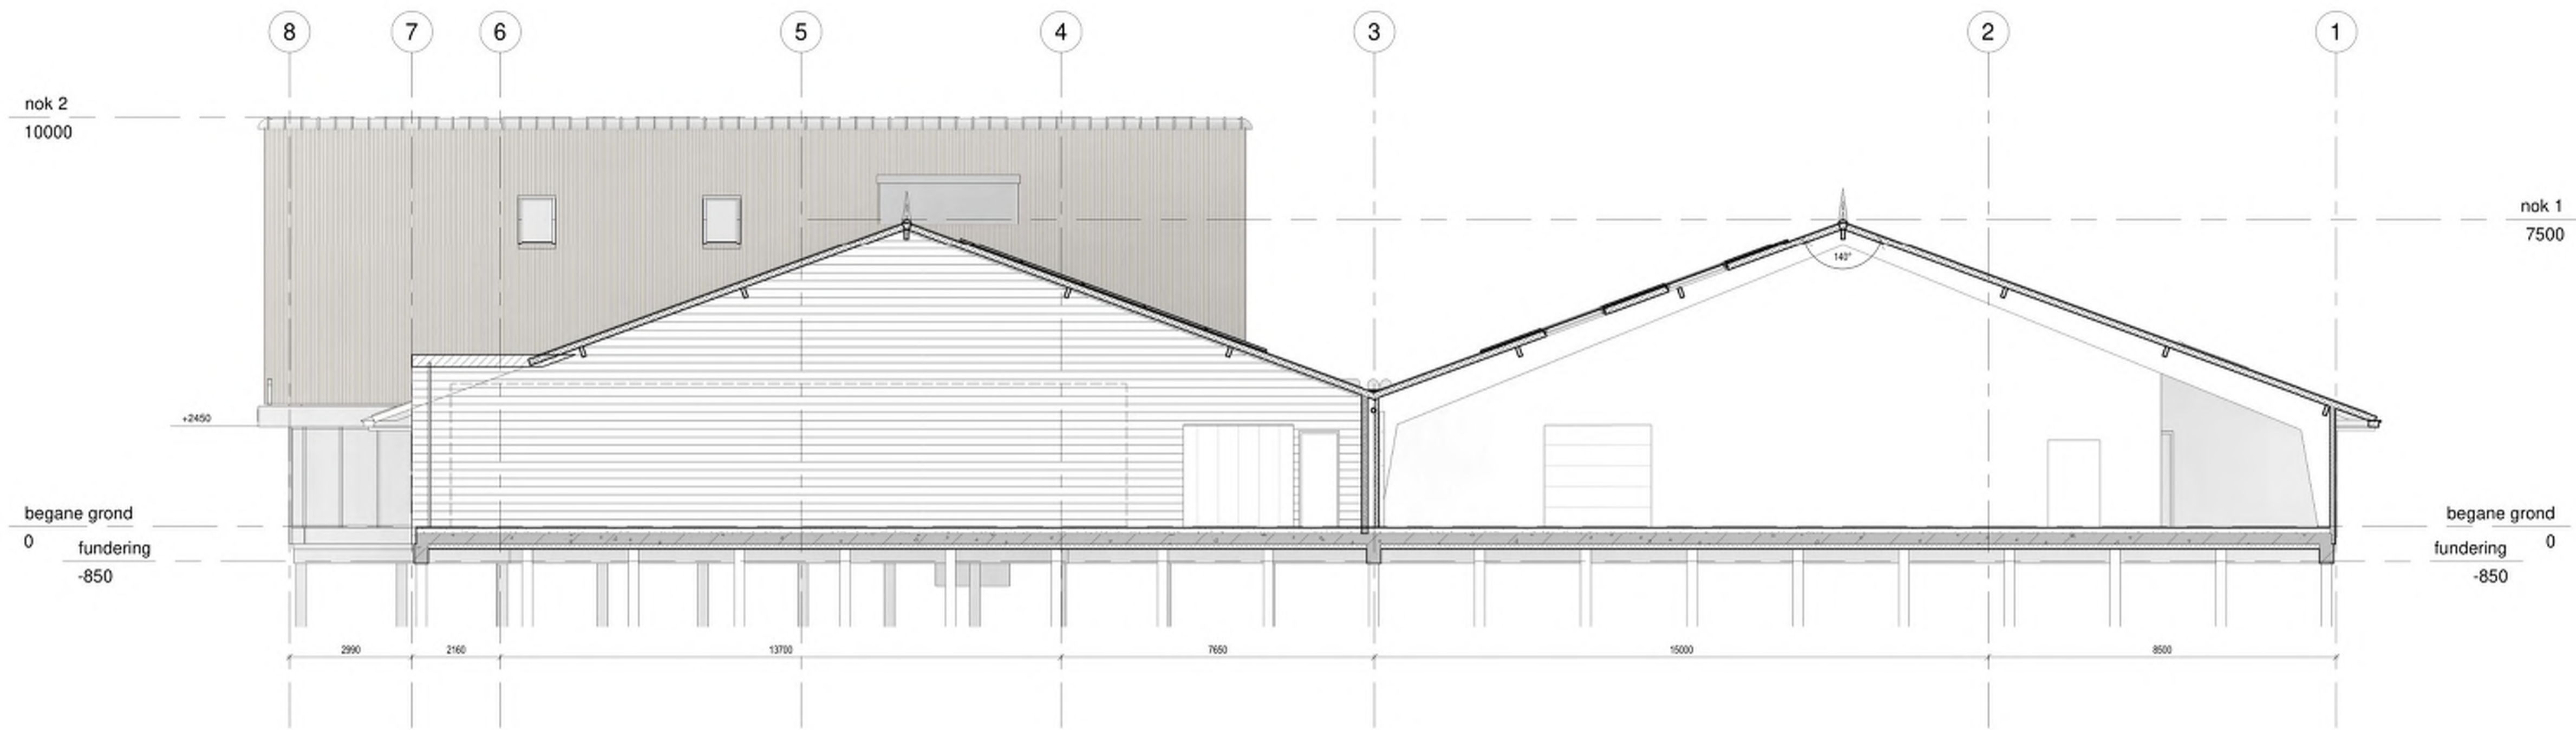 8 7 6 5 4 3 2 1
nok 2
10000
nok 1
7500
140°
+2450
begane grond
0
fundering
-850
begane grond
0
fundering
-850
2990 2160 13700 7650 15000 8500